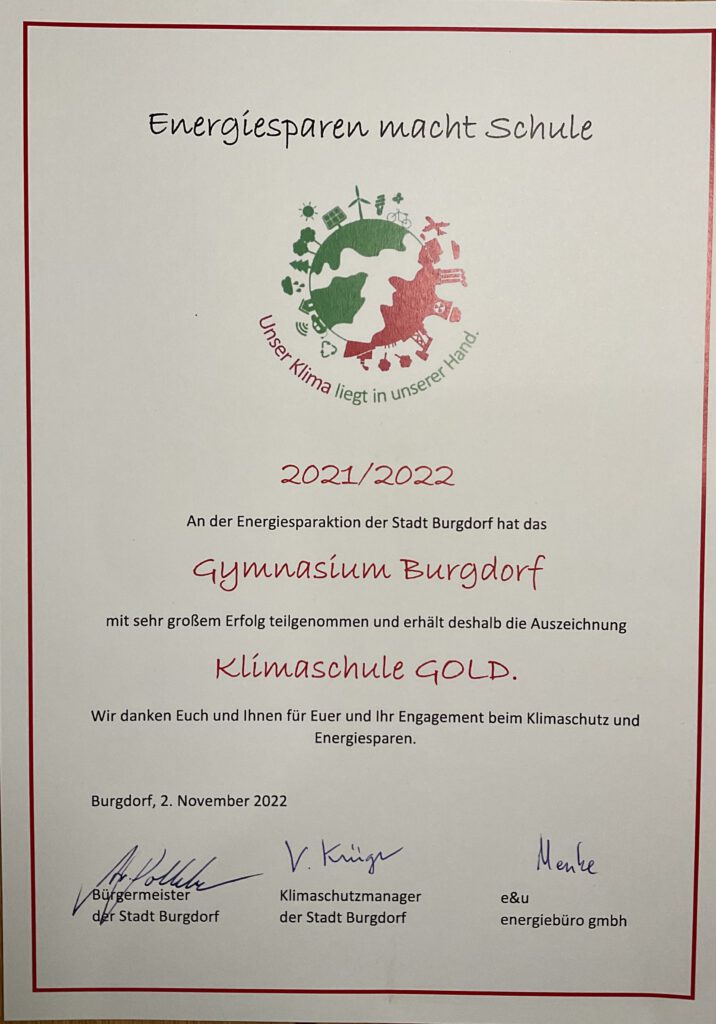 Energiesparen macht Schule
Unser Klima liegt in unserer Hand.
2021/2022
An der Energiesparaktion der Stadt Burgdorf hat das
Gymnasium Burgdorf
mit sehr großem Erfolg teilgenommen und erhält deshalb die Auszeichnung
Klimaschule GOLD.
Wir danken Euch und Ihnen für Euer und Ihr Engagement beim Klimaschutz und
Energiesparen.
Burgdorf, 2. November 2022
V. Krüger Menke
Bürgermeister Klimaschutzmanager e&u
der Stadt Burgdorf der Stadt Burgdorf energiebüro gmbh